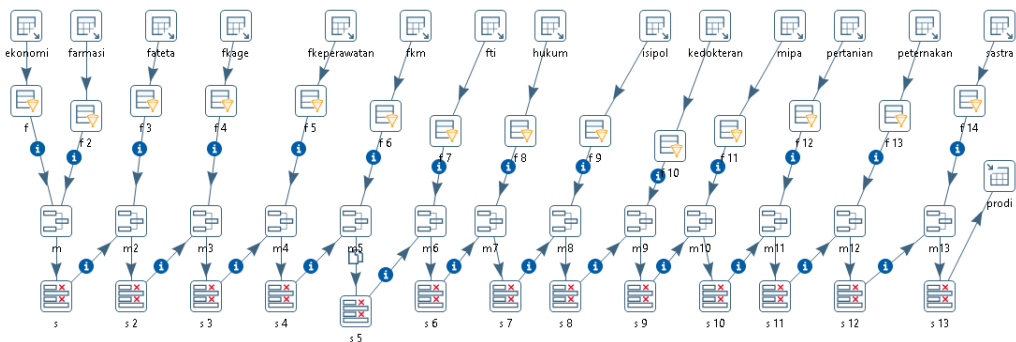 ekonomi farmasi fateta fkage fkeperawatan fkm fti hukum isipol kedokteran mipa pertanian peternakan sastra
f f 2 f 3 f 4 f 5 f 6 f 7 f 8 f 9 f 10 f 11 f 12 f 13 f 14
prodi
m m2 m3 m4 m5 m6 m7 m8 m9 m10 m11 m12 m13
s s 2 s 3 s 4 s 5 s 6 s 7 s 8 s 9 s 10 s 11 s 12 s 13